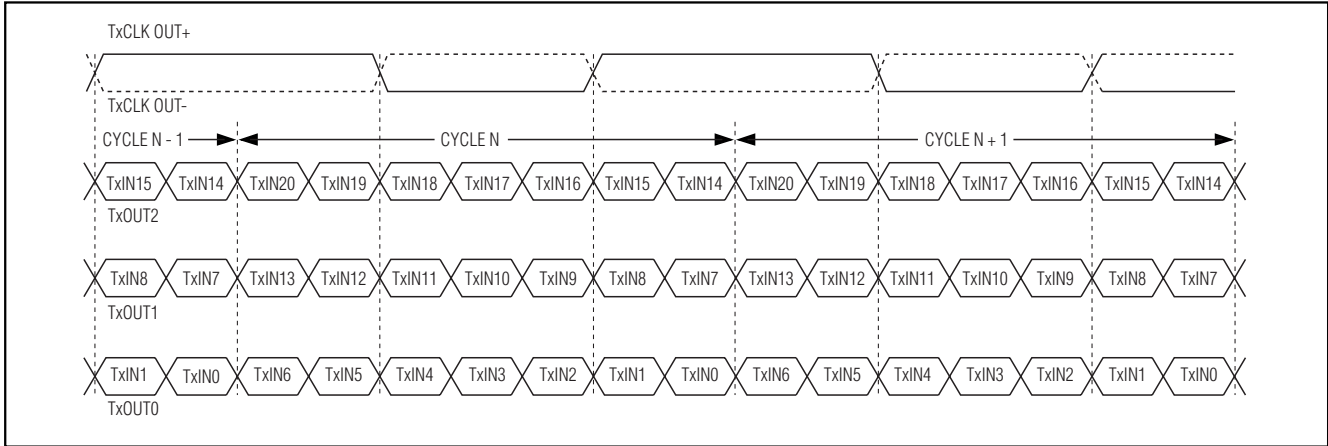 TxCLK OUT+
TxCLK OUT-
CYCLE N - 1 CYCLE N CYCLE N + 1
TxIN15 TxIN14 TxIN20 TxIN19 TxIN18 TxIN17 TxIN16 TxIN15 TxIN14 TxIN20 TxIN19 TxIN18 TxIN17 TxIN16 TxIN15 TxIN14
TxOUT2
TxIN8 TxIN7 TxIN13 TxIN12 TxIN11 TxIN10 TxIN9 TxIN8 TxIN7 TxIN13 TxIN12 TxIN11 TxIN10 TxIN9 TxIN8 TxIN7
TxOUT1
TxIN1 TxIN0 TxIN6 TxIN5 TxIN4 TxIN3 TxIN2 TxIN1 TxIN0 TxIN6 TxIN5 TxIN4 TxIN3 TxIN2 TxIN1 TxIN0
TxOUT0